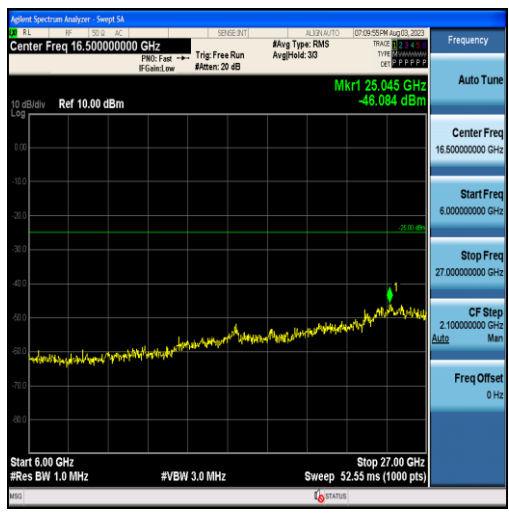 Agilent Spectrum Analyzer - Swept SA
RL RF 50 Ω AC SENSE:INT ALIGN AUTO 07:09:55 PM Aug 03, 2023
Center Freq 16.500000000 GHz #Avg Type: RMS TRACE 1 2 3 4 5 6
PNO: Fast Trig: Free Run Avg|Hold: 3/3 TYPE
IFGain:Low #Atten: 20 dB DET P P P P P P
Mkr1 25.045 GHz
-46.084 dBm
10 dB/div Ref 10.00 dBm
Log
0.00
-10.0
-20.0
-25.00 dBm
-30.0
-40.0
1
-50.0
-60.0
-70.0
-80.0
Start 6.00 GHz Stop 27.00 GHz
#Res BW 1.0 MHz #VBW 3.0 MHz Sweep 52.55 ms (1000 pts)
MSG STATUS
Frequency
Auto Tune
Center Freq
16.500000000 GHz
Start Freq
6.000000000 GHz
Stop Freq
27.000000000 GHz
CF Step
2.100000000 GHz
Auto Man
Freq Offset
0 Hz